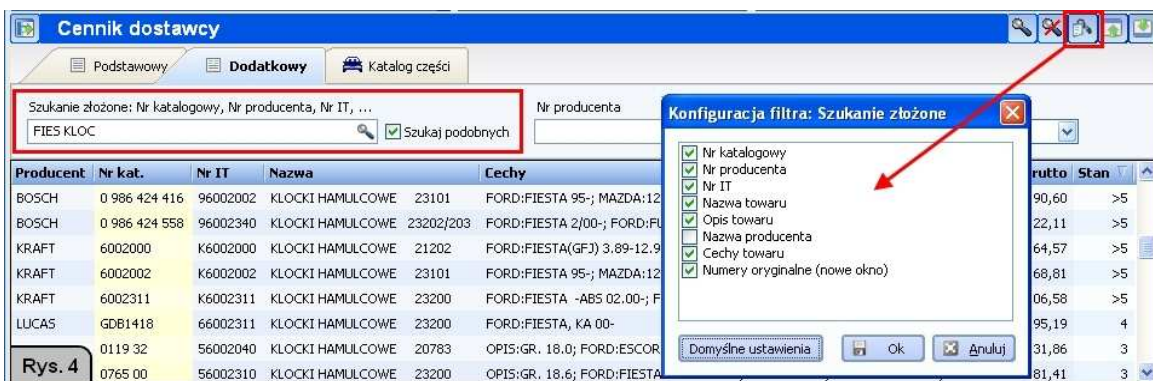 Cennik dostawcy
Podstawowy Dodatkowy Katalog części
Szukanie złożone: Nr katalogowy, Nr producenta, Nr IT, ...
Nr producenta
FIES KLOC
Szukaj podobnych
Konfiguracja filtra: Szukanie złożone
Nr katalogowy
Nr producenta
Nr IT
Nazwa towaru
Opis towaru
Nazwa producenta
Cechy towaru
Numery oryginalne (nowe okno)
Domyślne ustawienia Ok Anuluj
Producent Nr kat. Nr IT Nazwa Cechy rutto Stan
BOSCH 0 986 424 416 96002002 KLOCKI HAMULCOWE 23101 FORD:FIESTA 95-; MAZDA:12 90,60 >5
BOSCH 0 986 424 558 96002340 KLOCKI HAMULCOWE 23202/203 FORD:FIESTA 2/00-; FORD:FU 22,11 >5
KRAFT 6002000 K6002000 KLOCKI HAMULCOWE 21202 FORD:FIESTA(GFJ) 3.89-12.9 64,57 >5
KRAFT 6002002 K6002002 KLOCKI HAMULCOWE 23101 FORD:FIESTA 95-; MAZDA:12 68,81 >5
KRAFT 6002311 K6002311 KLOCKI HAMULCOWE 23200 FORD:FIESTA -ABS 02.00-; F 06,58 >5
LUCAS GDB1418 66002311 KLOCKI HAMULCOWE 23200 FORD:FIESTA, KA 00- 95,19 4
0119 32 56002040 KLOCKI HAMULCOWE 20783 OPIS:GR. 18.0; FORD:ESCOR 31,86 3
0765 00 56002310 KLOCKI HAMULCOWE 23200 OPIS:GR. 18.6; FORD:FIESTA 81,41 3
Rys. 4